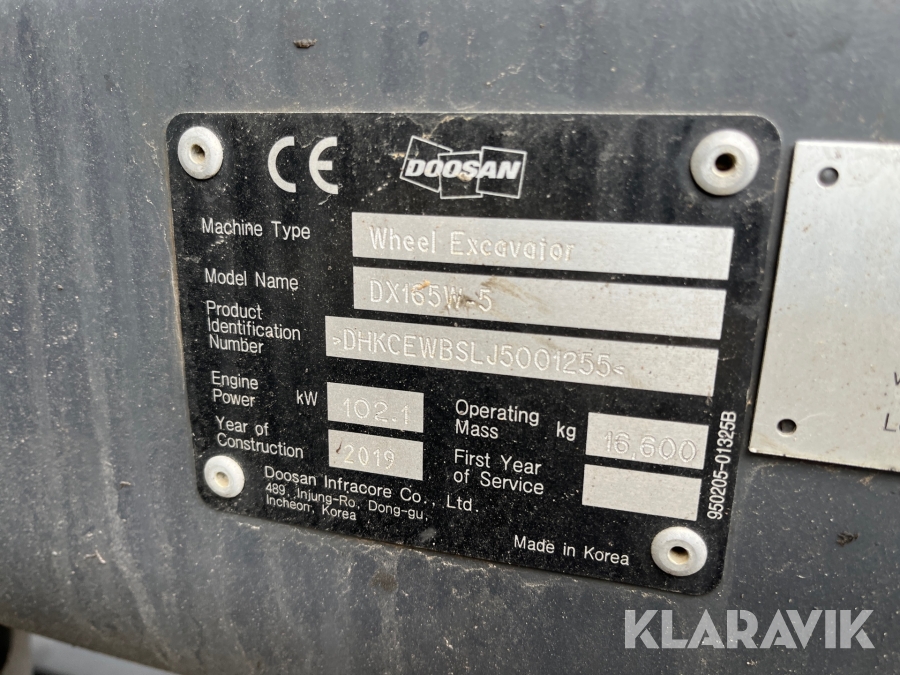 CE
DOOSAN
Machine Type Wheel Excavator
Model Name DX165W-5
Product
Identification
Number >DHKCEWBSLJ5001255<
Engine
Power kW 102.1
Operating
Mass kg 16,600
Year of
Construction 2019
First Year
of Service
Doosan Infracore Co., Ltd.
489, Injung-Ro, Dong-gu,
Incheon, Korea
Made in Korea
950205-01325B
KLARAVIK